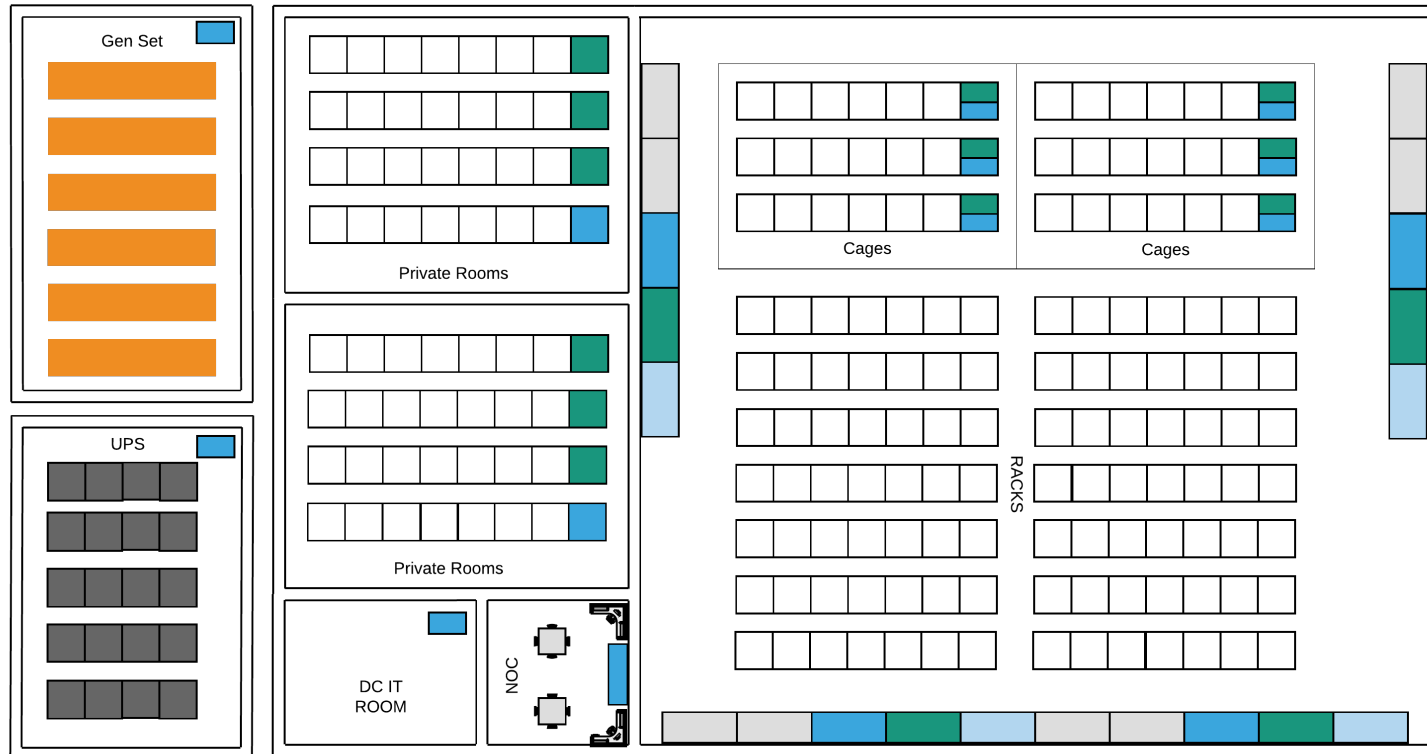 Gen Set
UPS
Private Rooms
Private Rooms
DC IT
ROOM
NOC
Cages
Cages
RACKS